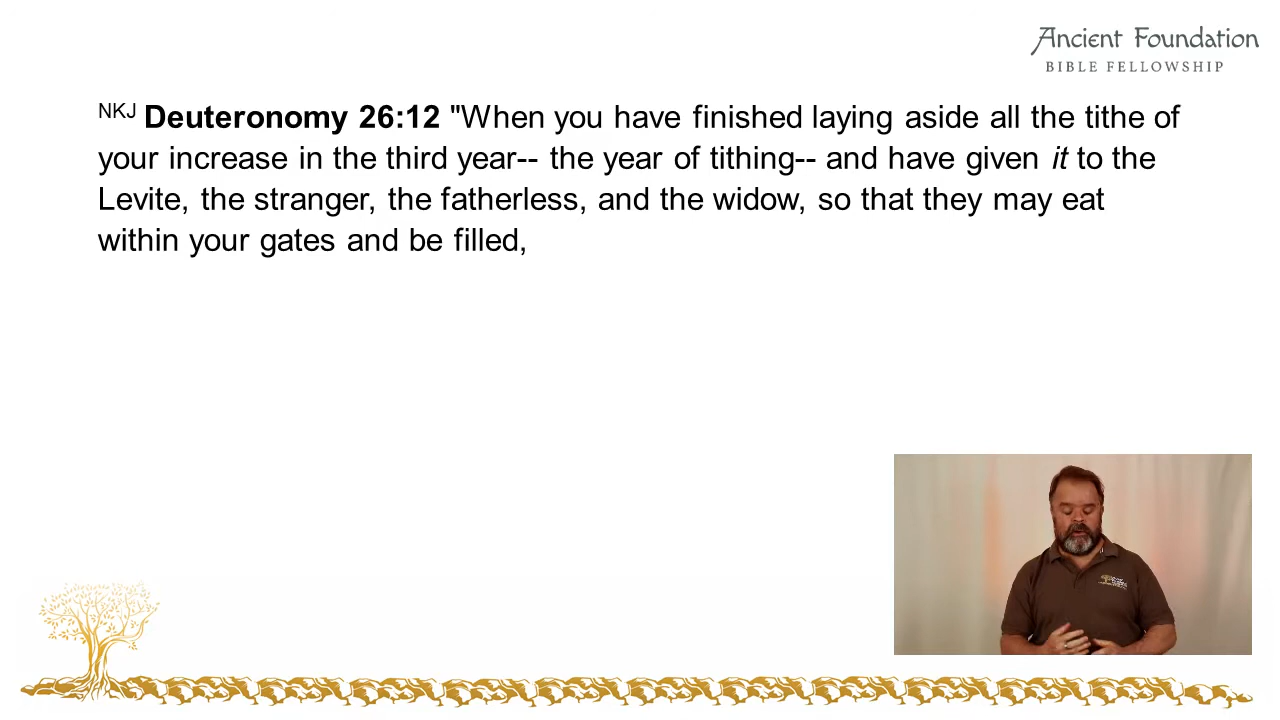 Ancient Foundation
BIBLE FELLOWSHIP
NKJ Deuteronomy 26:12 "When you have finished laying aside all the tithe of
your increase in the third year-- the year of tithing-- and have given it to the
Levite, the stranger, the fatherless, and the widow, so that they may eat
within your gates and be filled,